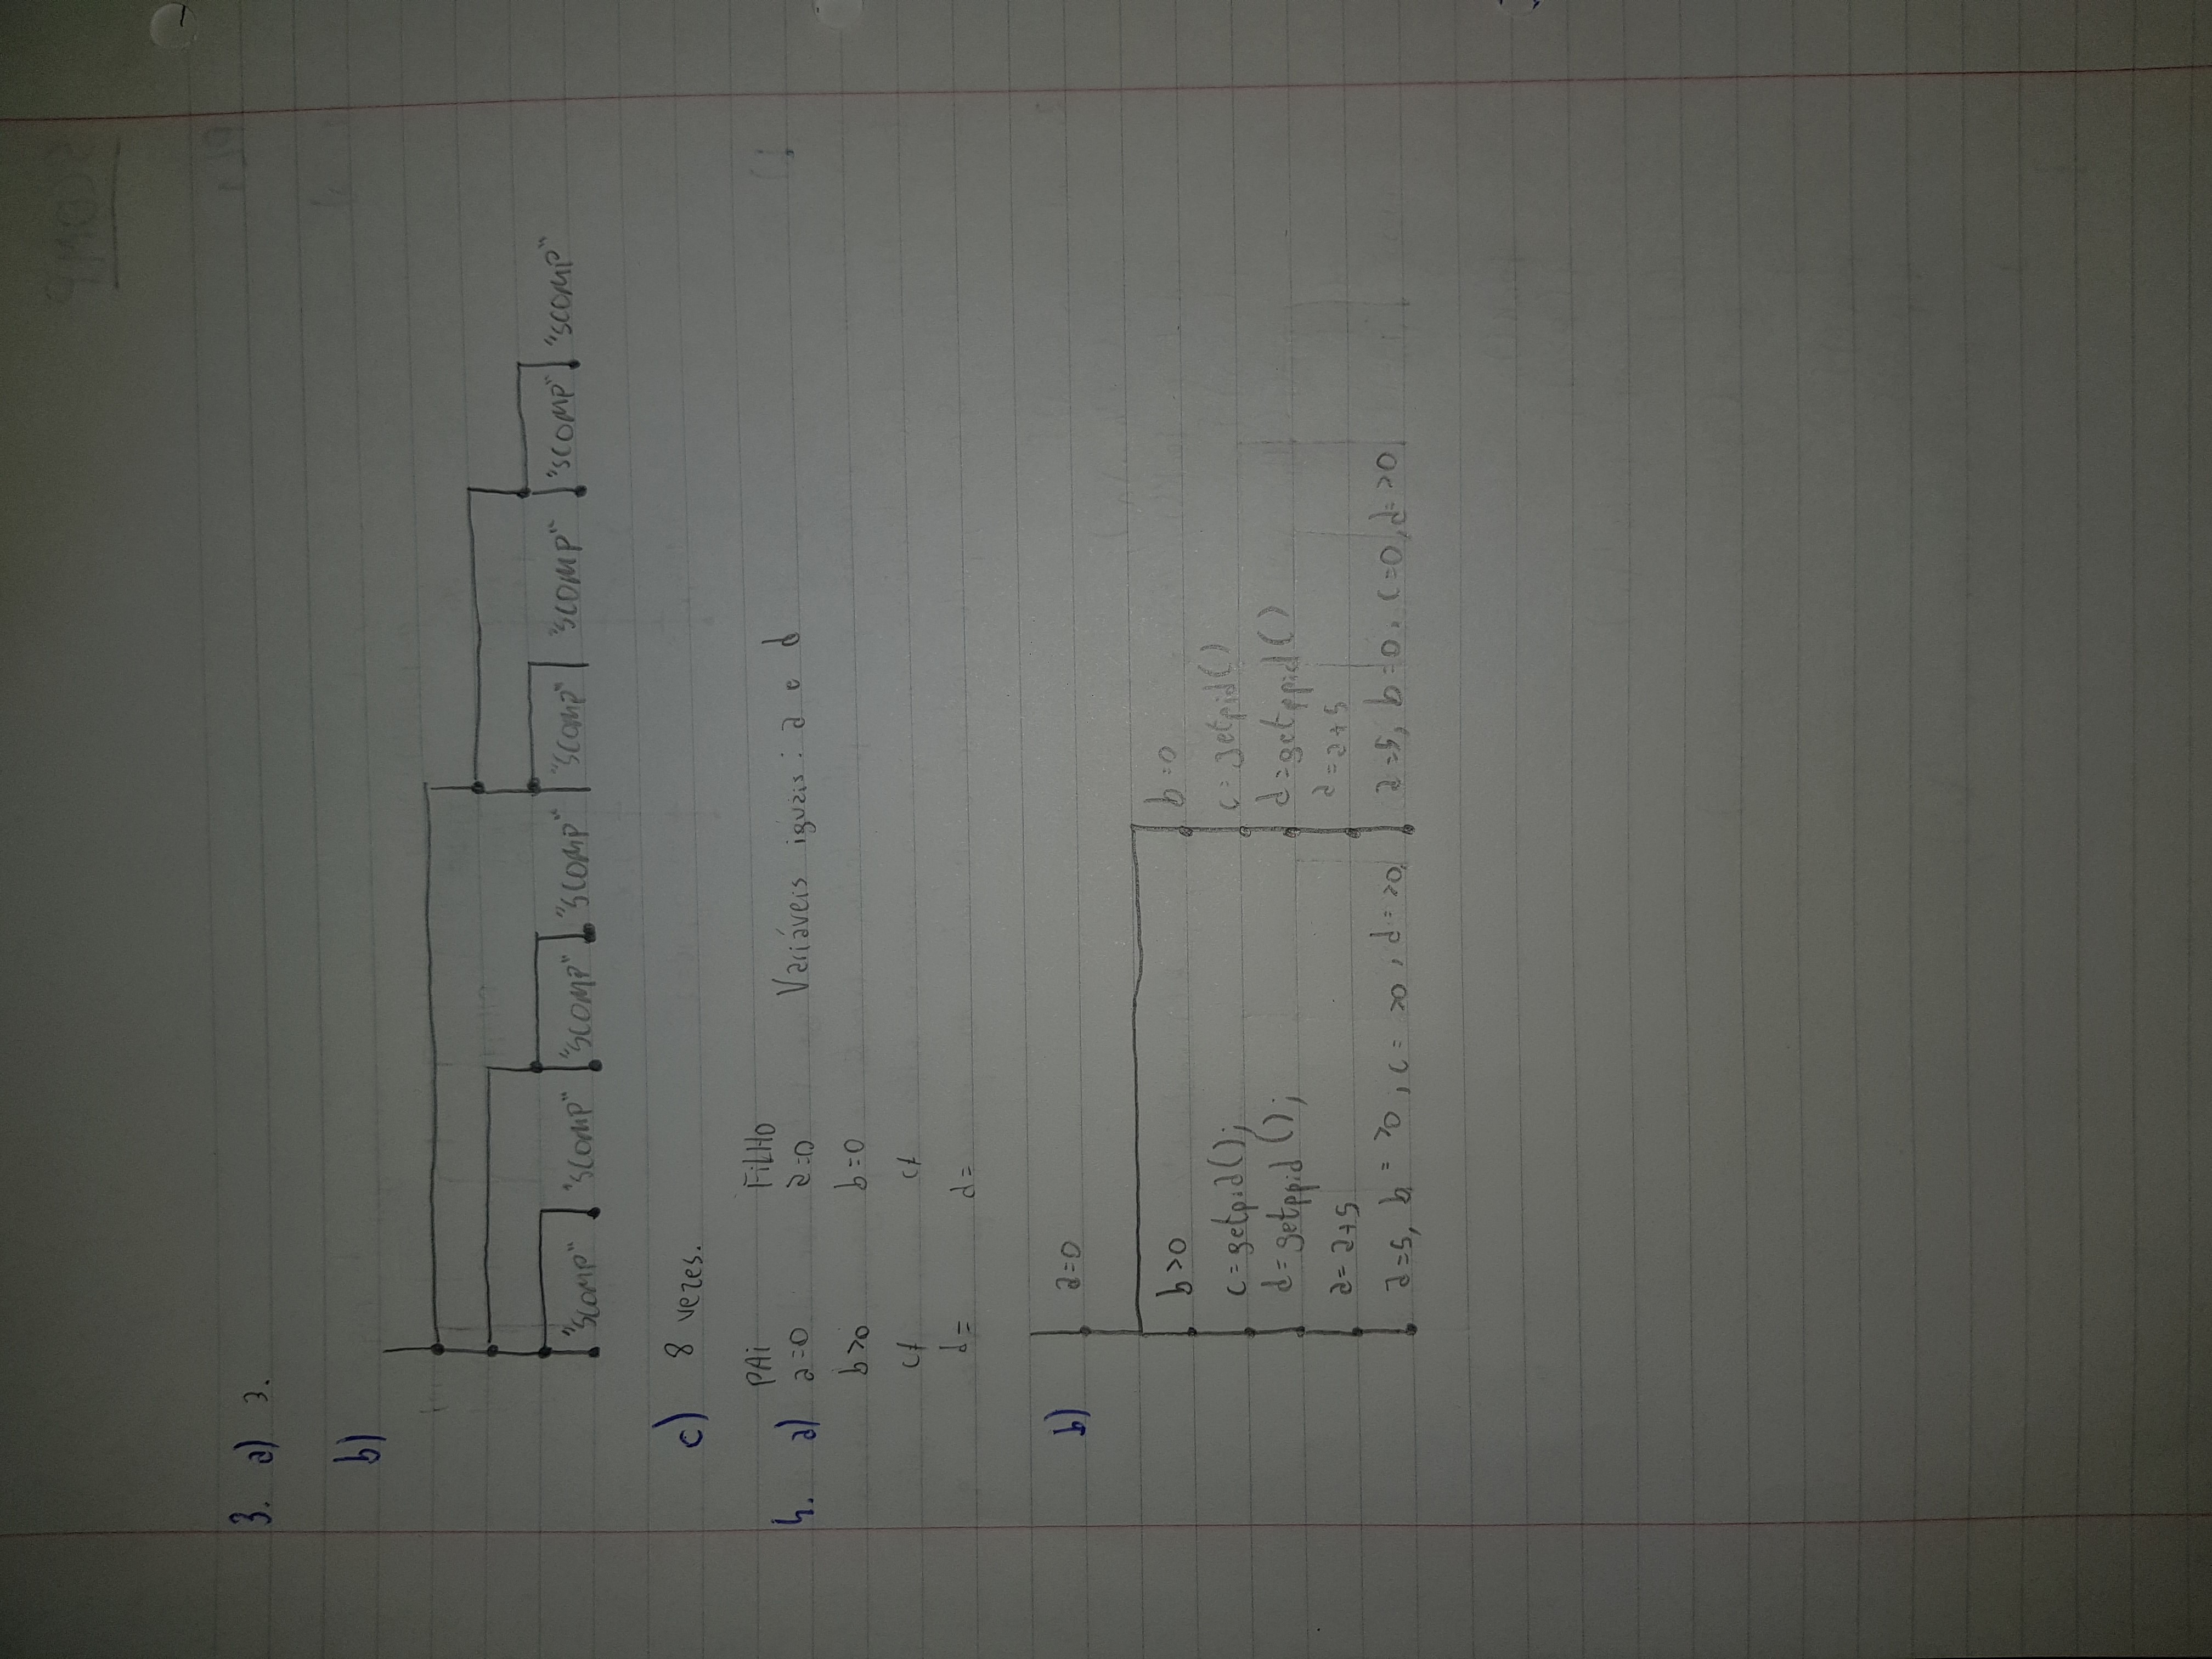 3. a) 3.
b)
"SCOMP" "SCOMP" "SCOMP" "SCOMP" "SCOMP" "SCOMP" "SCOMP" "SCOMP"
c) 8 vezes.
4. a) PAi FiLHO
a=0 a=0 Variáveis iguais: a e d
b>0 b=0
c≠ c≠
d= d=
b) a=0
b>0 b=0
c=getpid(); c=getpid()
d=getppid(); d=getppid()
a=a+5 a=a+5
a=5, b = >0, c = >0, d=>0 a=5, b=0, c=0, d=>0